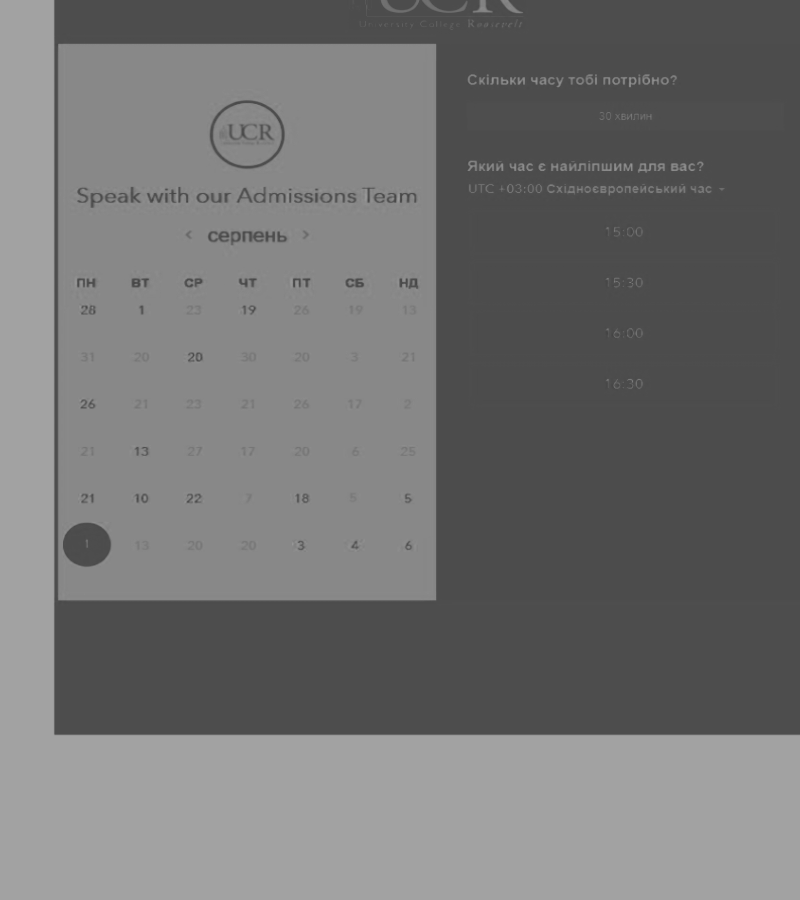 UCR
University College Roosevelt
UCR
Speak with our Admissions Team
< серпень >
ПН ВТ СР ЧТ ПТ СБ НД
28 1 23 19 26 19 13
31 20 20 30 20 3 21
26 21 23 21 26 17 2
21 13 27 17 20 6 25
21 10 22 7 18 5 5
1 13 20 20 3 4 6
Скільки часу тобі потрібно?
30 хвилин
Який час є найліпшим для вас?
UTC +03:00 Східноєвропейський час
15:00
15:30
16:00
16:30